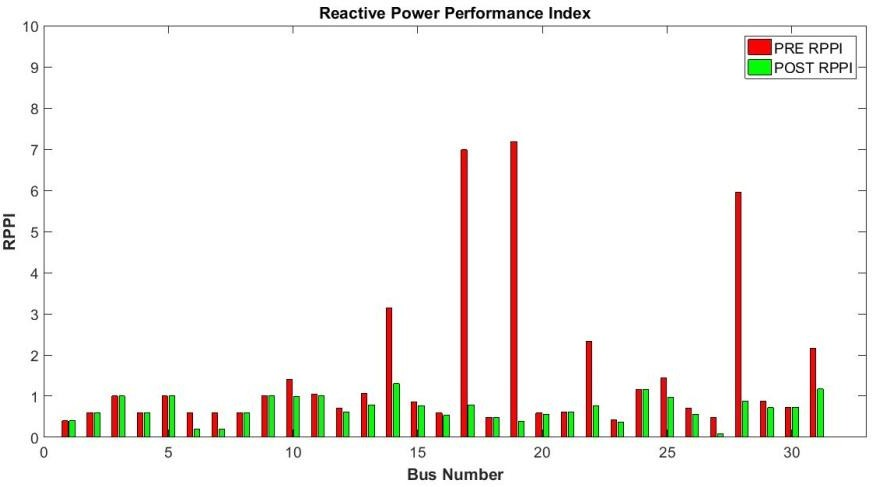 Reactive Power Performance Index
PRE RPPI
POST RPPI
10
9
8
7
6
5
4
3
2
1
0
RPPI
0 5 10 15 20 25 30
Bus Number